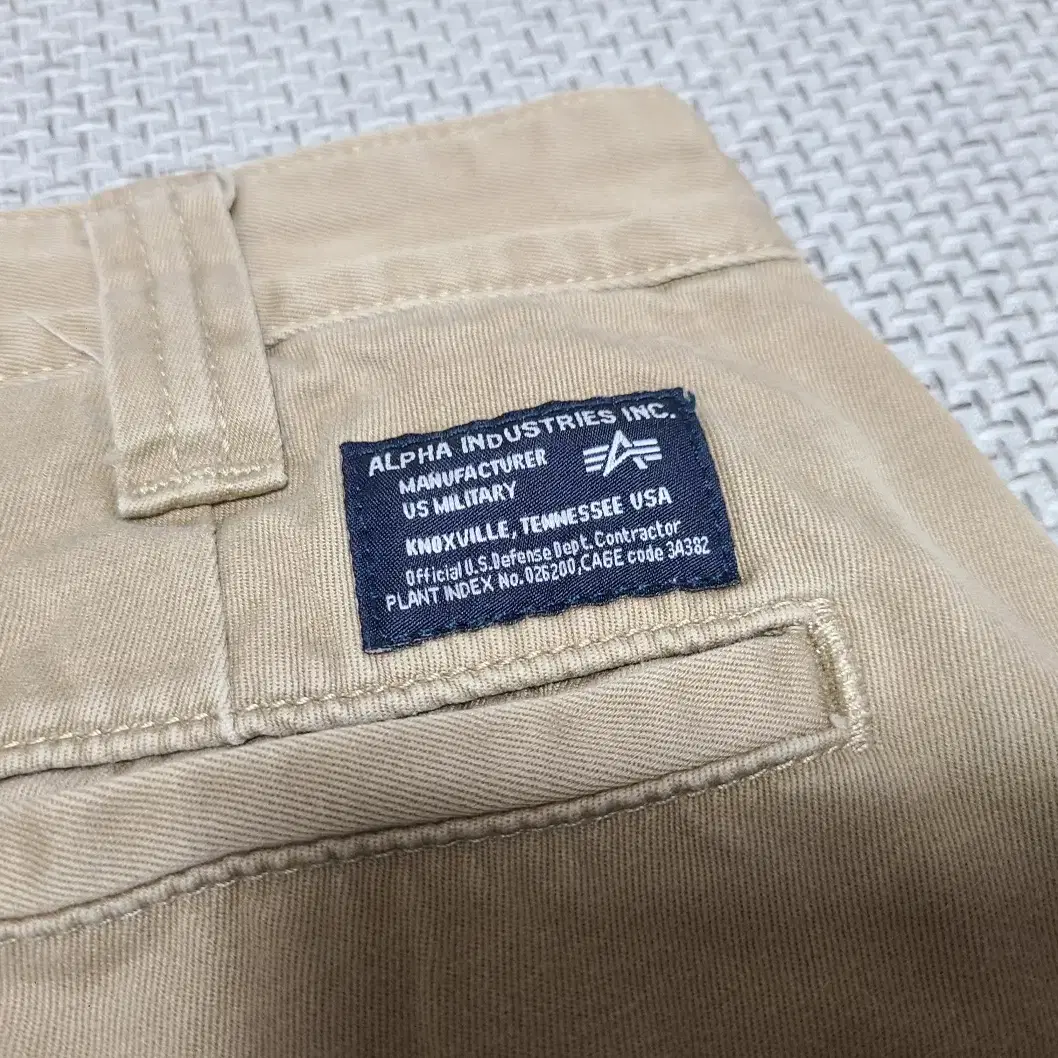 ALPHA INDUSTRIES INC.
MANUFACTURER
US MILITARY
KNOXVILLE, TENNESSEE USA
Official U.S. Defense Dept. Contractor
PLANT INDEX No. 026200, CAGE code 3A382